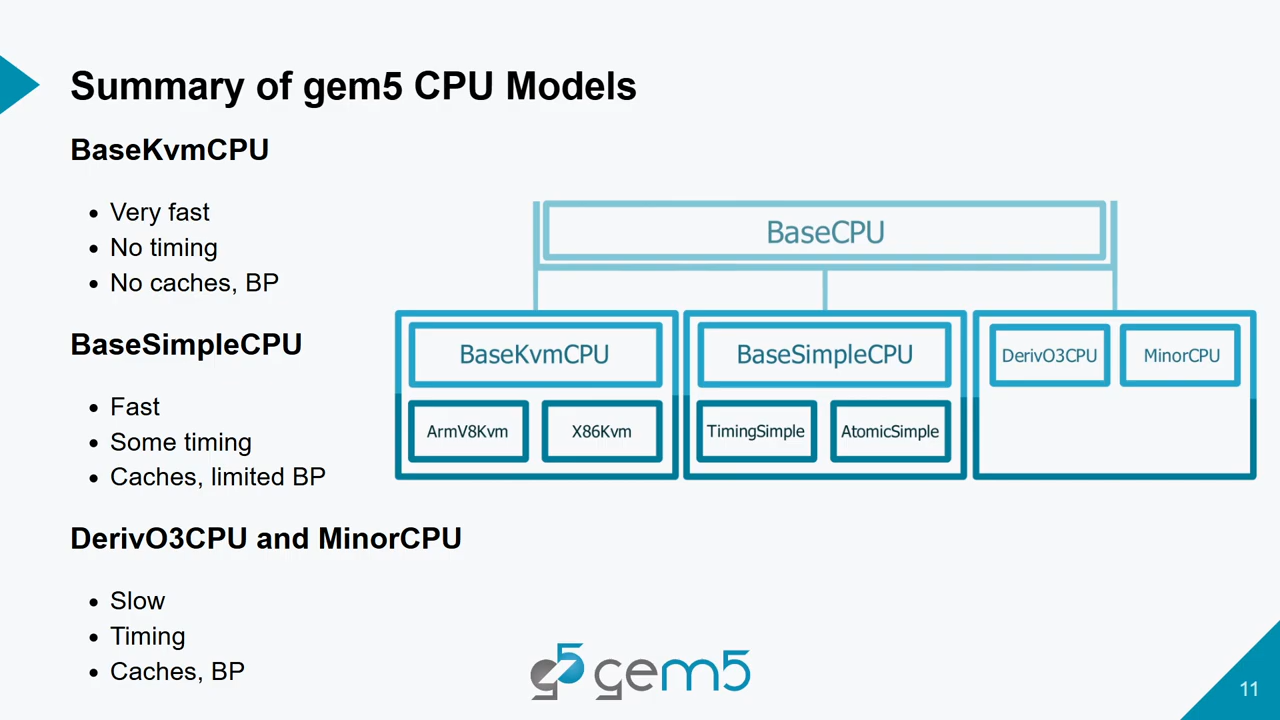 Summary of gem5 CPU Models
BaseKvmCPU
• Very fast
• No timing
• No caches, BP
BaseSimpleCPU
• Fast
• Some timing
• Caches, limited BP
DerivO3CPU and MinorCPU
• Slow
• Timing
• Caches, BP
BaseCPU
BaseKvmCPU
BaseSimpleCPU
DerivO3CPU
MinorCPU
ArmV8Kvm
X86Kvm
TimingSimple
AtomicSimple
g5 gem5
11